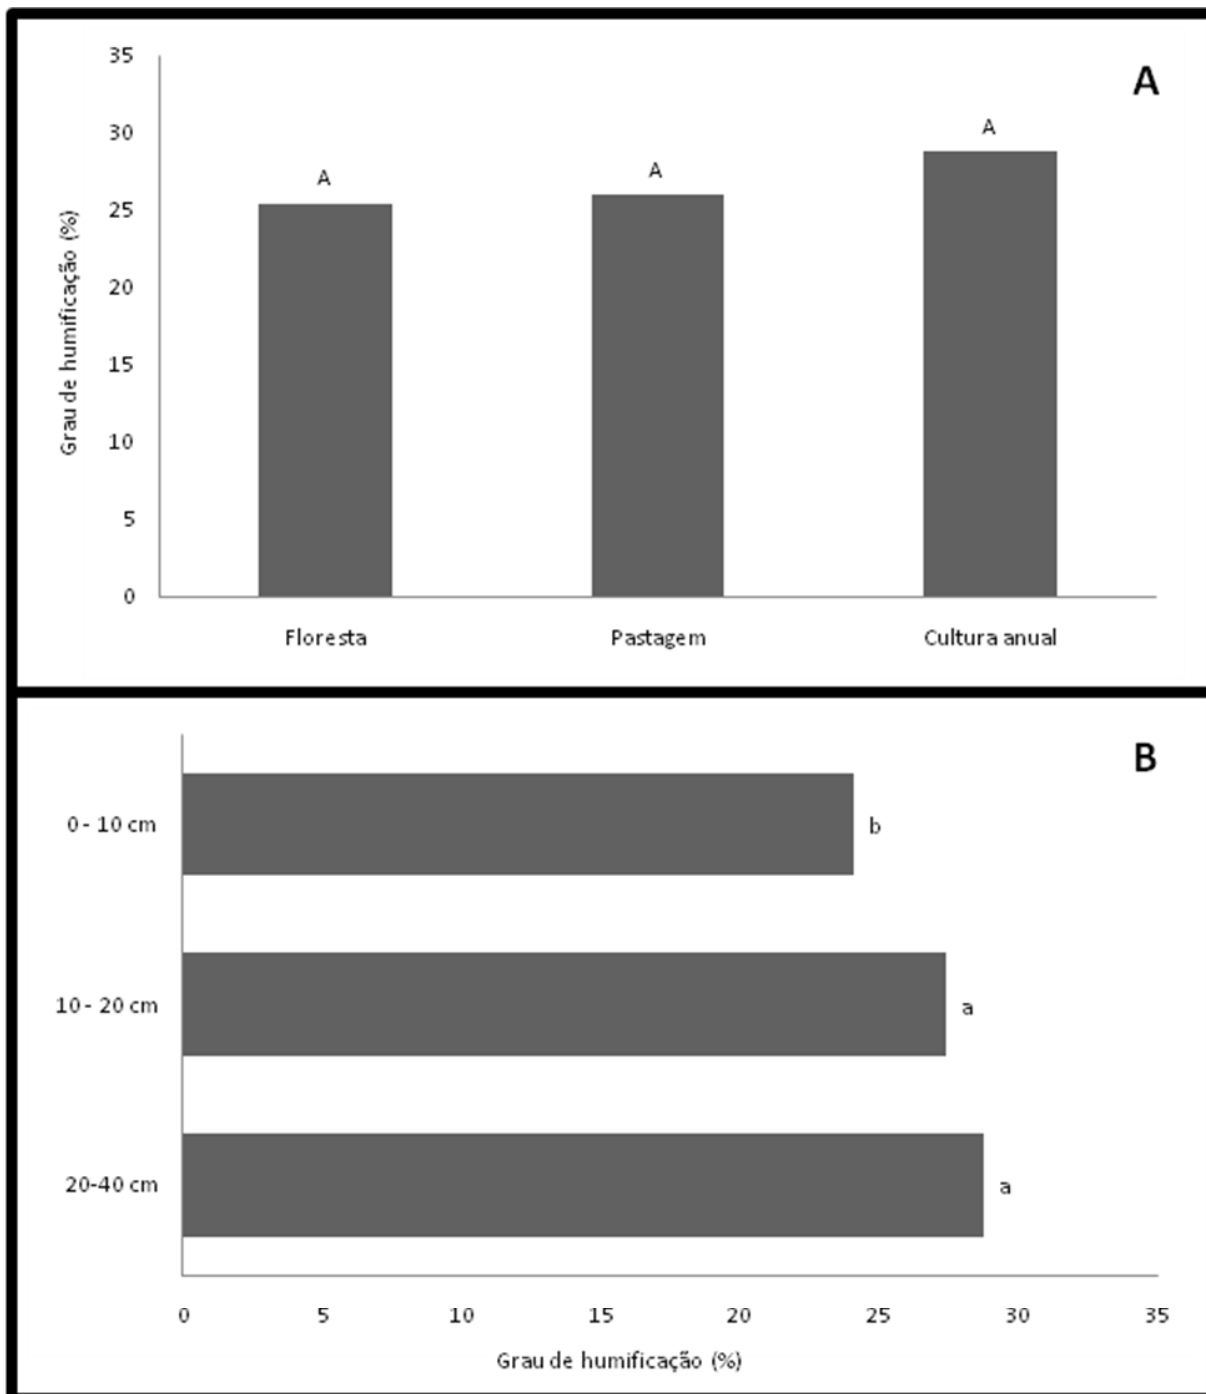 A
35
30
25
20
15
10
5
0
Grau de humificação (%)
A
A
A
Floresta
Pastagem
Cultura anual
B
0 - 10 cm
b
10 - 20 cm
a
20-40 cm
a
0 5 10 15 20 25 30 35
Grau de humificação (%)